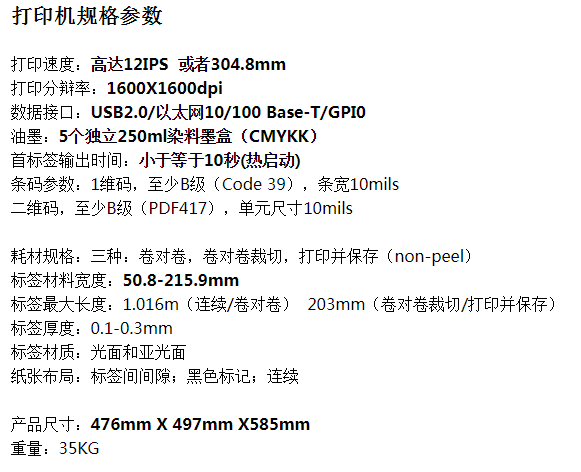 打印机规格参数
打印速度：高达12IPS 或者304.8mm
打印分辩率：1600X1600dpi
数据接口：USB2.0/以太网10/100 Base-T/GPI0
油墨：5个独立250ml染料墨盒（CMYKK）
首标签输出时间：小于等于10秒(热启动)
条码参数：1维码，至少B级（Code 39），条宽10mils
二维码，至少B级（PDF417），单元尺寸10mils
耗材规格：三种：卷对卷，卷对卷裁切，打印并保存（non-peel）
标签材料宽度：50.8-215.9mm
标签最大长度：1.016m（连续/卷对卷） 203mm（卷对卷裁切/打印并保存）
标签厚度：0.1-0.3mm
标签材质：光面和亚光面
纸张布局：标签间间隙；黑色标记；连续
产品尺寸：476mm X 497mm X585mm
重量：35KG